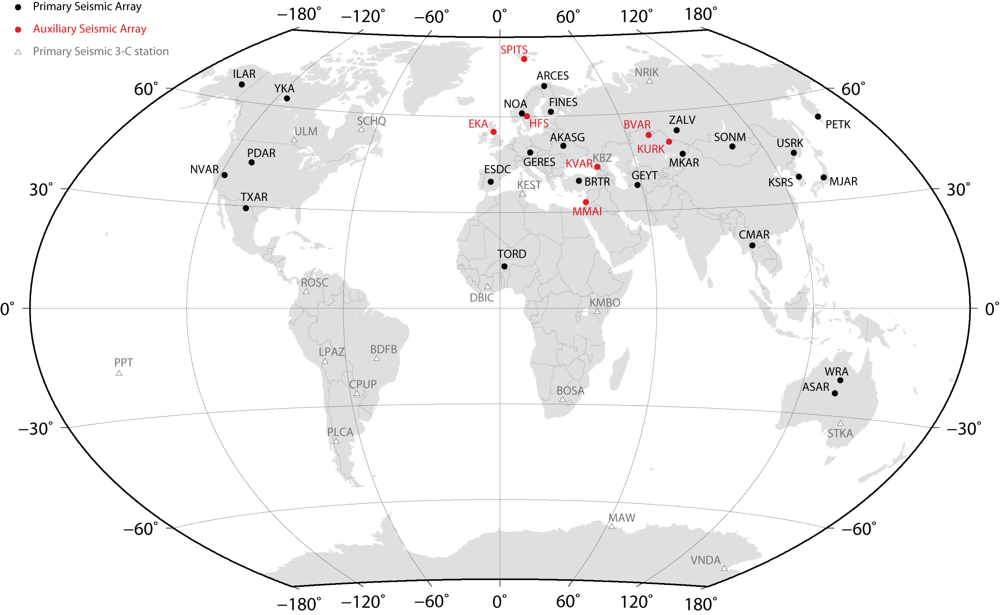 Primary Seismic Array
Auxiliary Seismic Array
Primary Seismic 3-C station
−180° −120° −60° 0° 60° 120° 180°
SPITS
ILAR
ARCES
NRIK
YKA
60°
60°
NOA
FINES
SCHQ
EKA
HFS
BVAR
ZALV
PETK
ULM
AKASG
SONM
USRK
KURK
PDAR
GERES
KVAR
KBZ
MKAR
NVAR
ESDC
GEYT
KSRS
MJAR
BRTR
KEST
30°
30°
TXAR
MMAI
CMAR
TORD
ROSC
DBIC
KMBO
0°
0°
LPAZ
BDFB
PPT
WRA
CPUP
ASAR
BOSA
−30°
−30°
PLCA
STKA
MAW
−60°
−60°
VNDA
−180° −120° −60° 0° 60° 120° 180°